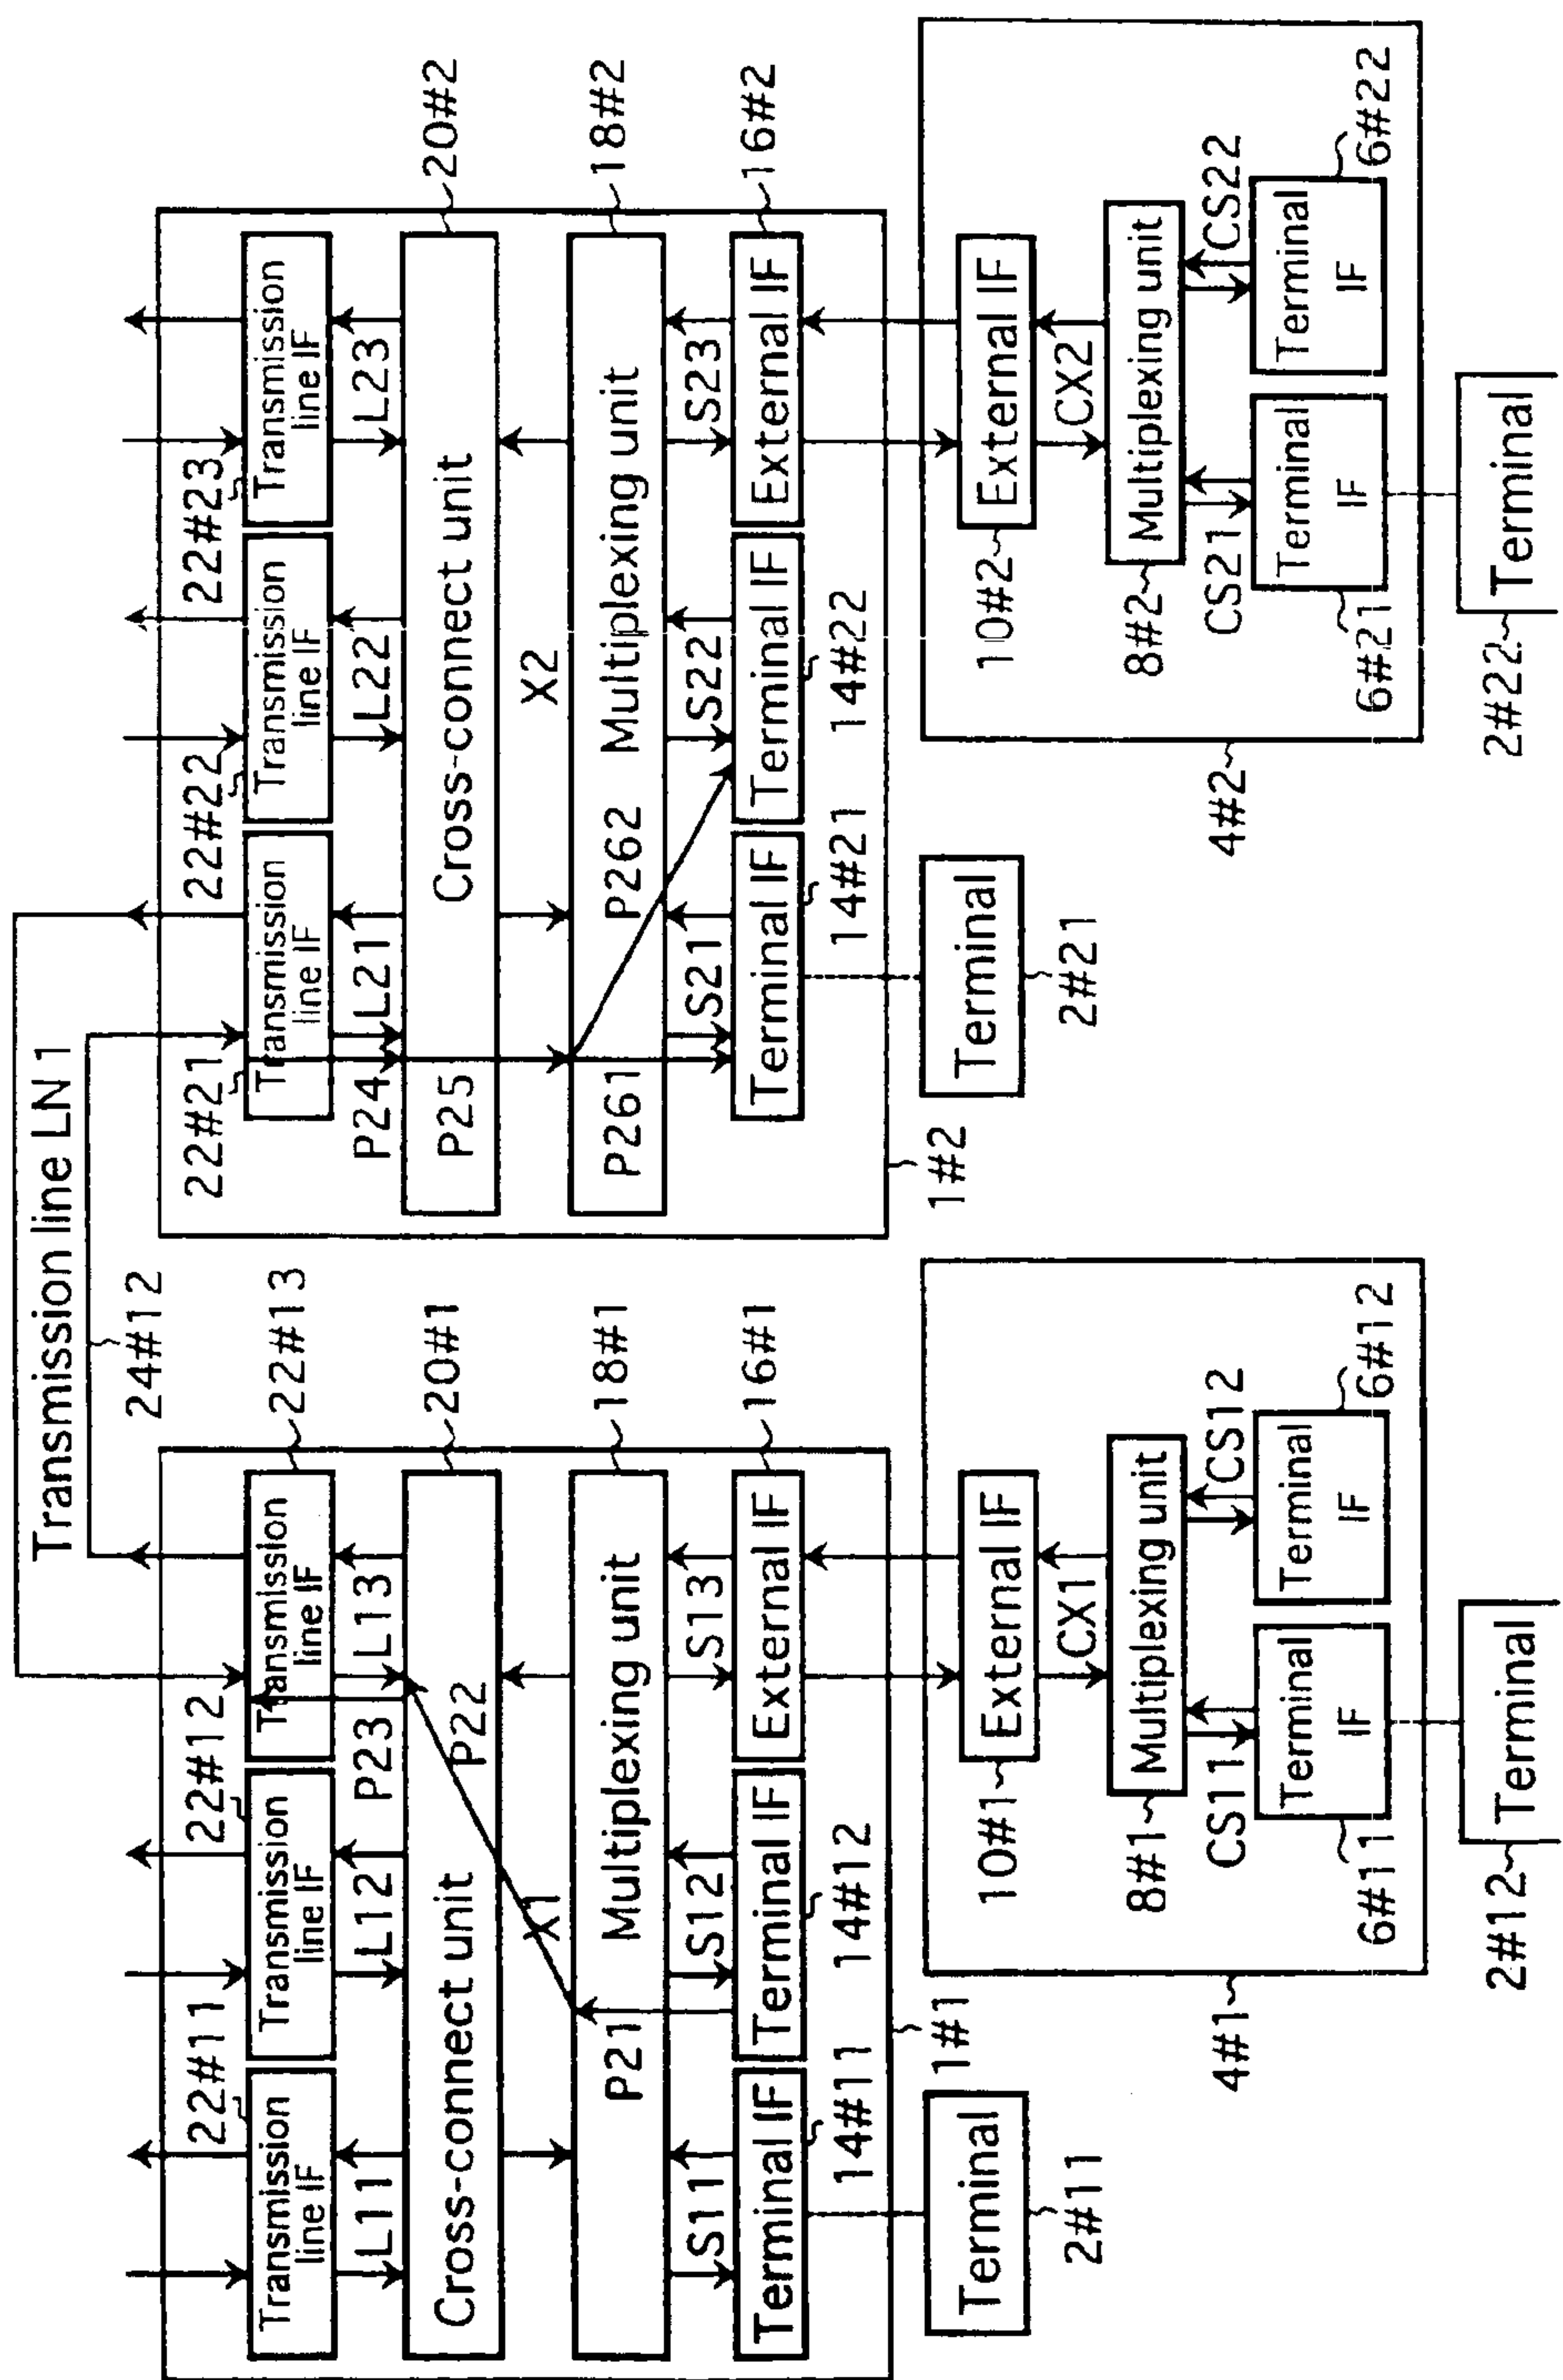 Transmission line LN 1
24#12
22#11
22#12
22#13
Transmission
line IF
Transmission
line IF
Transmission
line IF
L11
L12
P23
L13
Cross-connect unit
P22
20#1
X1
P21
Multiplexing unit
18#1
S11
S12
S13
Terminal IF
Terminal IF
External IF
16#1
14#11
14#12
1#1
Terminal
2#11
10#1
External IF
CX1
8#1
Multiplexing unit
CS11
CS12
Terminal
IF
Terminal
IF
6#11
6#12
4#1
2#12
Terminal
22#21
22#22
22#23
Transmission
line IF
Transmission
line IF
Transmission
line IF
P24
L21
L22
L23
P25
Cross-connect unit
20#2
X2
P261
P262
Multiplexing unit
18#2
S21
S22
S23
Terminal IF
Terminal IF
External IF
16#2
14#21
14#22
1#2
Terminal
2#21
10#2
External IF
CX2
8#2
Multiplexing unit
CS21
CS22
Terminal
IF
Terminal
IF
6#21
6#22
4#2
2#22
Terminal